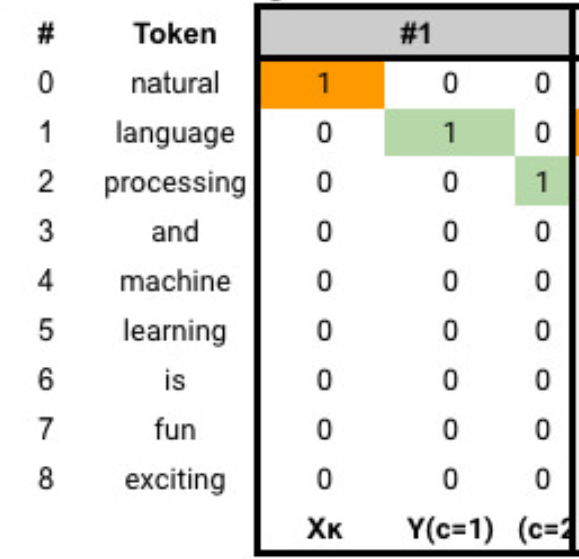 # Token #1
0 natural 1 0 0
1 language 0 1 0
2 processing 0 0 1
3 and 0 0 0
4 machine 0 0 0
5 learning 0 0 0
6 is 0 0 0
7 fun 0 0 0
8 exciting 0 0 0
Xᴋ Y(c=1) (c=2